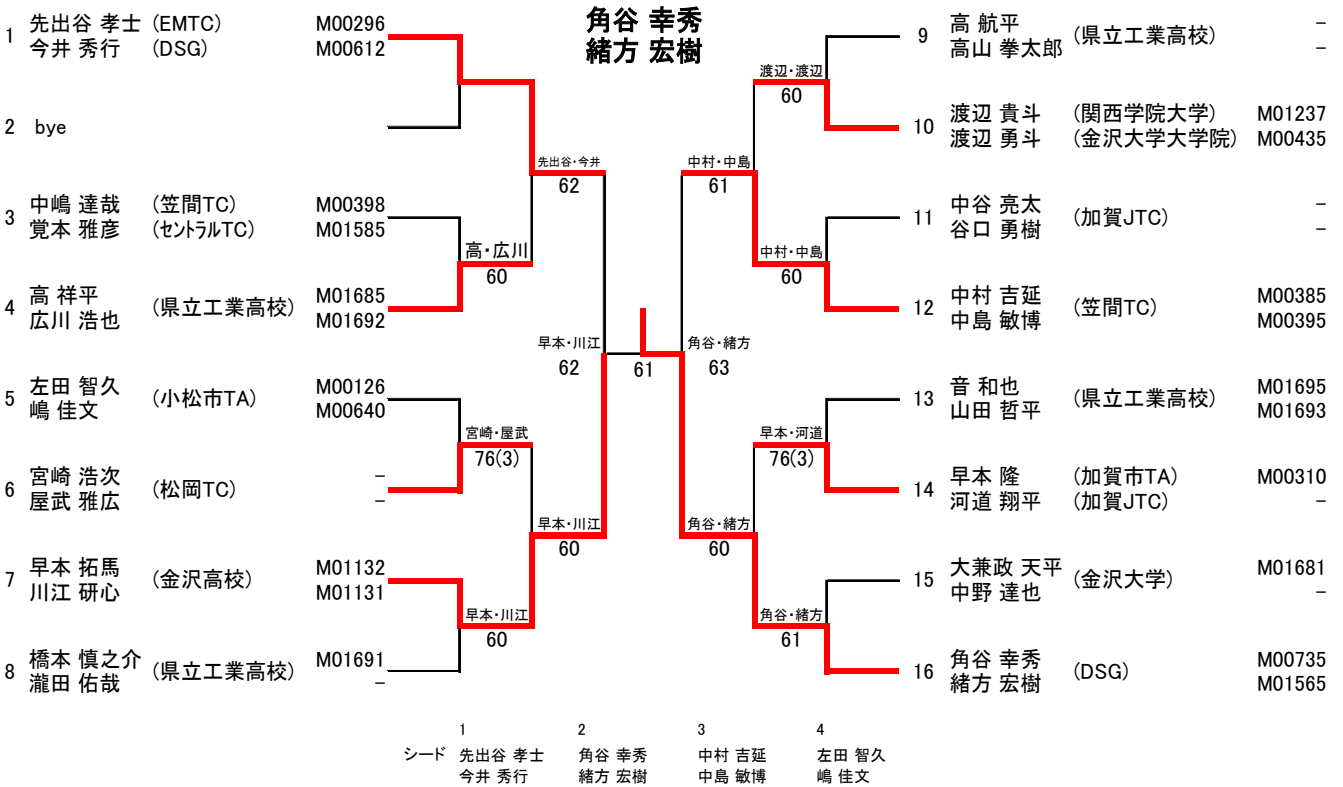 角谷 幸秀
緒方 宏樹
1 先出谷 孝士 (EMTC) M00296
今井 秀行 (DSG) M00612
2 bye
3 中嶋 達哉 (笠間TC) M00398
覚本 雅彦 (セントラルTC) M01585
4 高 祥平 (県立工業高校) M01685
広川 浩也 M01692
5 左田 智久 (小松市TA) M00126
嶋 佳文 M00640
6 宮崎 浩次 (松岡TC) -
屋武 雅広 -
7 早本 拓馬 (金沢高校) M01132
川江 研心 M01131
8 橋本 慎之介 (県立工業高校) M01691
瀧田 佑哉 -
高・広川
60
宮崎・屋武
76(3)
早本・川江
60
先出谷・今井
62
早本・川江
60
早本・川江
62
61
角谷・緒方
63
中村・中島
61
角谷・緒方
60
渡辺・渡辺
60
中村・中島
60
早本・河道
76(3)
角谷・緒方
61
9 高 航平 (県立工業高校) -
高山 拳太郎 -
10 渡辺 貴斗 (関西学院大学) M01237
渡辺 勇斗 (金沢大学大学院) M00435
11 中谷 亮太 (加賀JTC) -
谷口 勇樹 -
12 中村 吉延 (笠間TC) M00385
中島 敏博 M00395
13 音 和也 (県立工業高校) M01695
山田 哲平 M01693
14 早本 隆 (加賀市TA) M00310
河道 翔平 (加賀JTC) -
15 大兼政 天平 (金沢大学) M01681
中野 達也 -
16 角谷 幸秀 (DSG) M00735
緒方 宏樹 M01565
1 2 3 4
シード 先出谷 孝士 角谷 幸秀 中村 吉延 左田 智久
今井 秀行 緒方 宏樹 中島 敏博 嶋 佳文